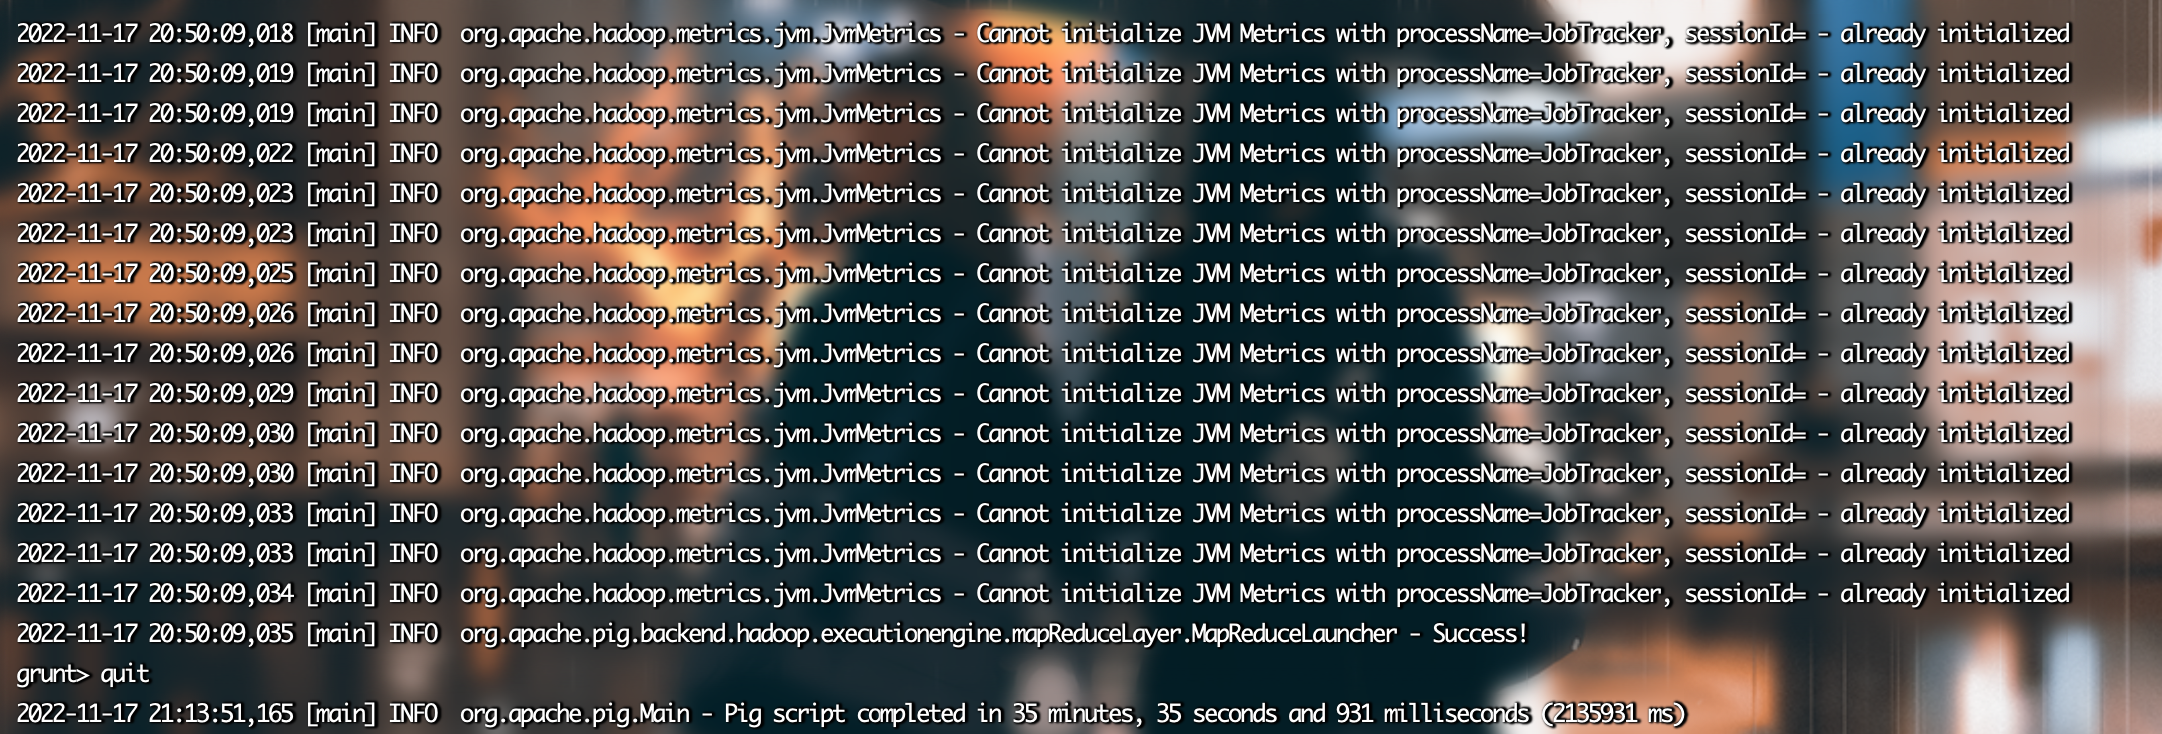 2022-11-17 20:50:09,018 [main] INFO  org.apache.hadoop.metrics.jvm.JvmMetrics - Cannot initialize JVM Metrics with processName=JobTracker, sessionId= - already initialized
2022-11-17 20:50:09,019 [main] INFO  org.apache.hadoop.metrics.jvm.JvmMetrics - Cannot initialize JVM Metrics with processName=JobTracker, sessionId= - already initialized
2022-11-17 20:50:09,019 [main] INFO  org.apache.hadoop.metrics.jvm.JvmMetrics - Cannot initialize JVM Metrics with processName=JobTracker, sessionId= - already initialized
2022-11-17 20:50:09,022 [main] INFO  org.apache.hadoop.metrics.jvm.JvmMetrics - Cannot initialize JVM Metrics with processName=JobTracker, sessionId= - already initialized
2022-11-17 20:50:09,023 [main] INFO  org.apache.hadoop.metrics.jvm.JvmMetrics - Cannot initialize JVM Metrics with processName=JobTracker, sessionId= - already initialized
2022-11-17 20:50:09,023 [main] INFO  org.apache.hadoop.metrics.jvm.JvmMetrics - Cannot initialize JVM Metrics with processName=JobTracker, sessionId= - already initialized
2022-11-17 20:50:09,025 [main] INFO  org.apache.hadoop.metrics.jvm.JvmMetrics - Cannot initialize JVM Metrics with processName=JobTracker, sessionId= - already initialized
2022-11-17 20:50:09,026 [main] INFO  org.apache.hadoop.metrics.jvm.JvmMetrics - Cannot initialize JVM Metrics with processName=JobTracker, sessionId= - already initialized
2022-11-17 20:50:09,026 [main] INFO  org.apache.hadoop.metrics.jvm.JvmMetrics - Cannot initialize JVM Metrics with processName=JobTracker, sessionId= - already initialized
2022-11-17 20:50:09,029 [main] INFO  org.apache.hadoop.metrics.jvm.JvmMetrics - Cannot initialize JVM Metrics with processName=JobTracker, sessionId= - already initialized
2022-11-17 20:50:09,030 [main] INFO  org.apache.hadoop.metrics.jvm.JvmMetrics - Cannot initialize JVM Metrics with processName=JobTracker, sessionId= - already initialized
2022-11-17 20:50:09,030 [main] INFO  org.apache.hadoop.metrics.jvm.JvmMetrics - Cannot initialize JVM Metrics with processName=JobTracker, sessionId= - already initialized
2022-11-17 20:50:09,033 [main] INFO  org.apache.hadoop.metrics.jvm.JvmMetrics - Cannot initialize JVM Metrics with processName=JobTracker, sessionId= - already initialized
2022-11-17 20:50:09,033 [main] INFO  org.apache.hadoop.metrics.jvm.JvmMetrics - Cannot initialize JVM Metrics with processName=JobTracker, sessionId= - already initialized
2022-11-17 20:50:09,034 [main] INFO  org.apache.hadoop.metrics.jvm.JvmMetrics - Cannot initialize JVM Metrics with processName=JobTracker, sessionId= - already initialized
2022-11-17 20:50:09,035 [main] INFO  org.apache.pig.backend.hadoop.executionengine.mapReduceLayer.MapReduceLauncher - Success!
grunt> quit
2022-11-17 21:13:51,165 [main] INFO  org.apache.pig.Main - Pig script completed in 35 minutes, 35 seconds and 931 milliseconds (2135931 ms)